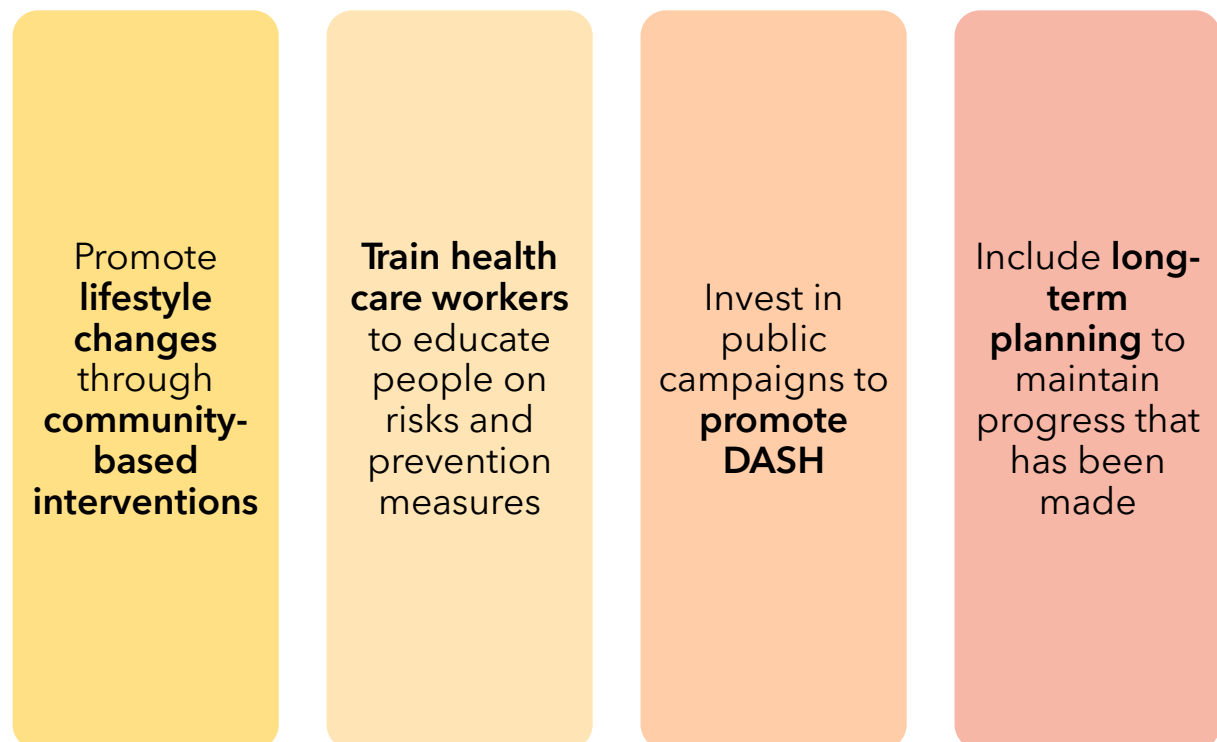 Promote
lifestyle
changes
through
community-
based
interventions
Train health
care workers
to educate
people on
risks and
prevention
measures
Invest in
public
campaigns to
promote
DASH
Include long-
term
planning to
maintain
progress that
has been
made